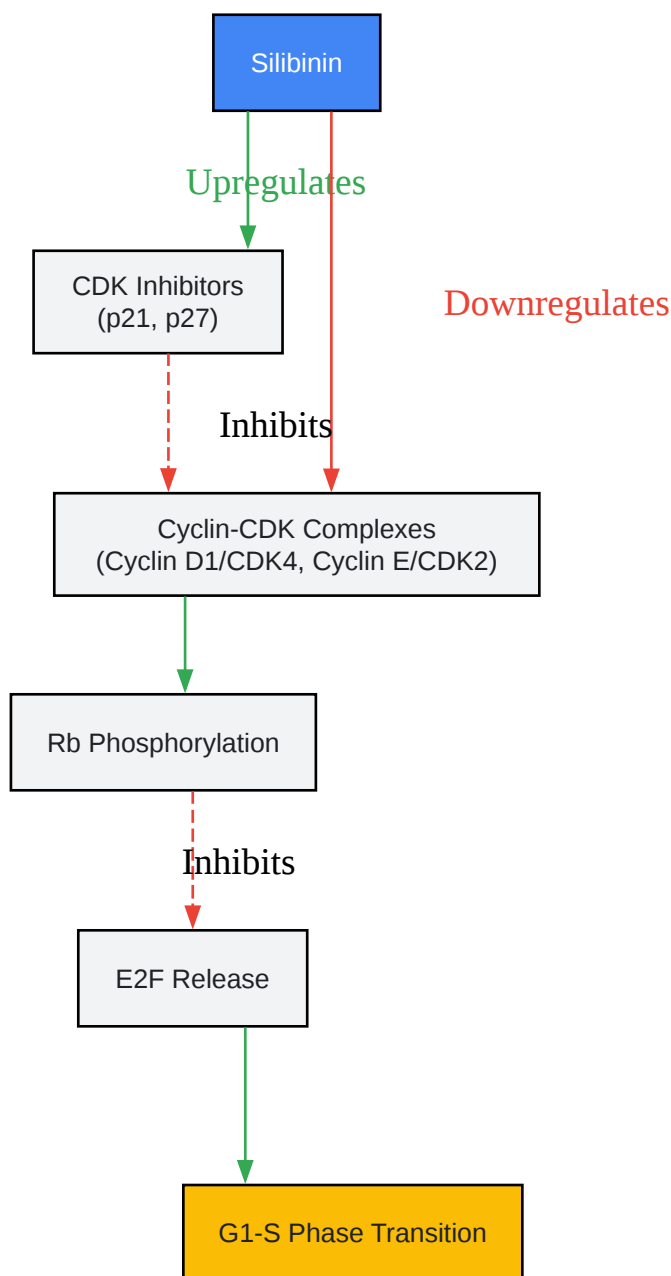 Silibinin
Upregulates
CDK Inhibitors
(p21, p27)
Downregulates
Inhibits
Cyclin-CDK Complexes
(Cyclin D1/CDK4, Cyclin E/CDK2)
Rb Phosphorylation
Inhibits
E2F Release
G1-S Phase Transition